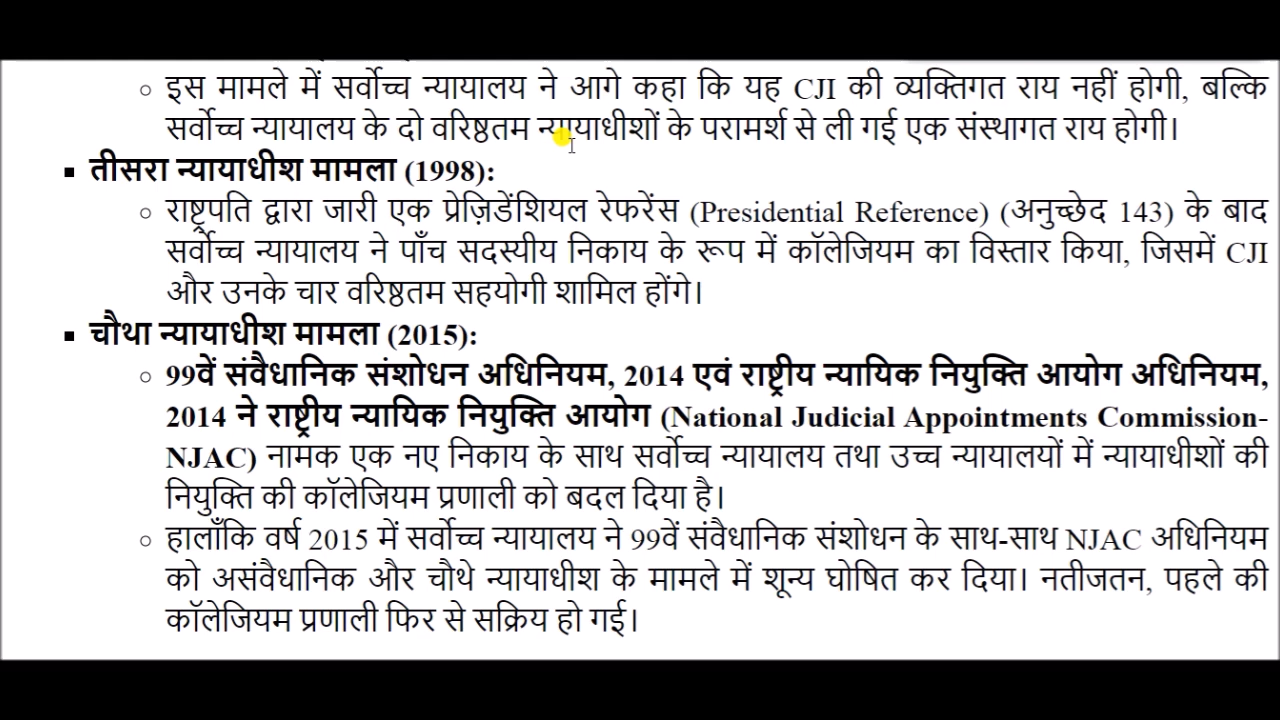 ○ इस मामले में सर्वोच्च न्यायालय ने आगे कहा कि यह CJI की व्यक्तिगत राय नहीं होगी, बल्कि
सर्वोच्च न्यायालय के दो वरिष्ठतम न्यायाधीशों के परामर्श से ली गई एक संस्थागत राय होगी।
▪ तीसरा न्यायाधीश मामला (1998):
○ राष्ट्रपति द्वारा जारी एक प्रेज़िडेंशियल रेफरेंस (Presidential Reference) (अनुच्छेद 143) के बाद
सर्वोच्च न्यायालय ने पाँच सदस्यीय निकाय के रूप में कॉलेजियम का विस्तार किया, जिसमें CJI
और उनके चार वरिष्ठतम सहयोगी शामिल होंगे।
▪ चौथा न्यायाधीश मामला (2015):
○ 99वें संवैधानिक संशोधन अधिनियम, 2014 एवं राष्ट्रीय न्यायिक नियुक्ति आयोग अधिनियम,
2014 ने राष्ट्रीय न्यायिक नियुक्ति आयोग (National Judicial Appointments Commission-
NJAC) नामक एक नए निकाय के साथ सर्वोच्च न्यायालय तथा उच्च न्यायालयों में न्यायाधीशों की
नियुक्ति की कॉलेजियम प्रणाली को बदल दिया है।
○ हालाँकि वर्ष 2015 में सर्वोच्च न्यायालय ने 99वें संवैधानिक संशोधन के साथ-साथ NJAC अधिनियम
को असंवैधानिक और चौथे न्यायाधीश के मामले में शून्य घोषित कर दिया। नतीजतन, पहले की
कॉलेजियम प्रणाली फिर से सक्रिय हो गई।